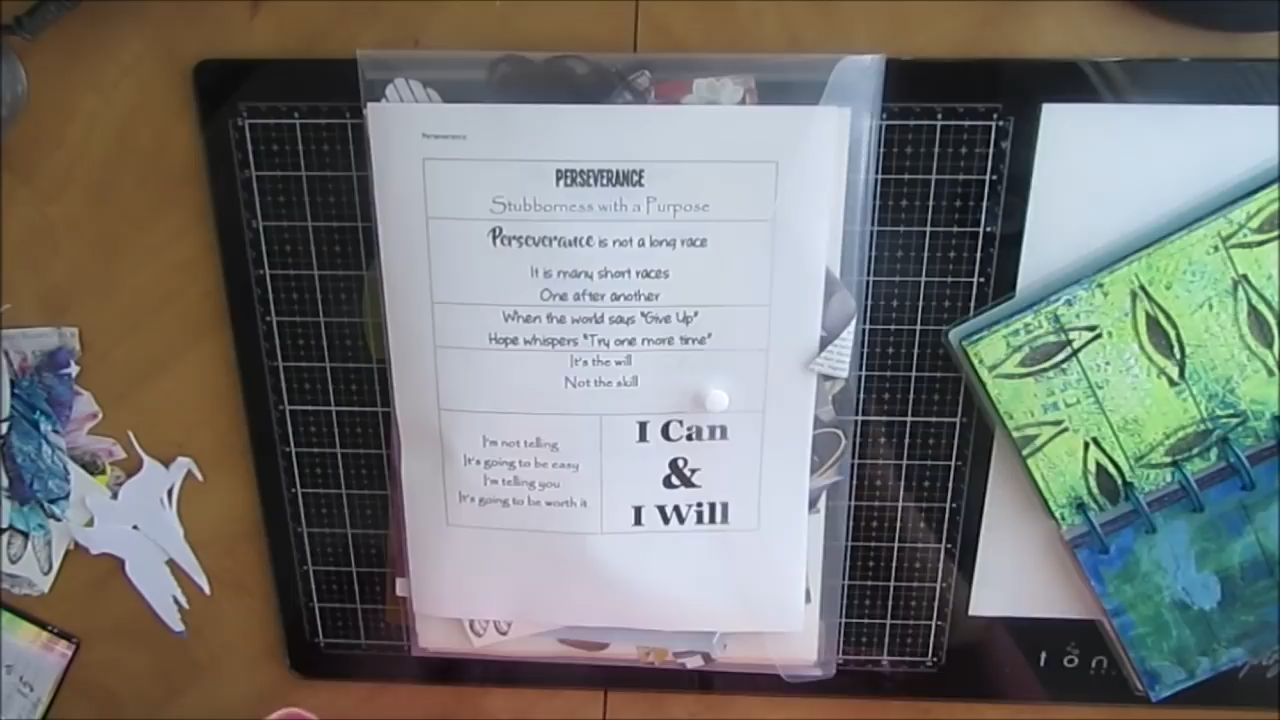 Perseverance
PERSEVERANCE
Stubborness with a Purpose
Perseverance is not a long race
It is many short races
One after another
When the world says "Give Up"
Hope whispers "Try one more time"
It's the will
Not the skill
I'm not telling
It's going to be easy
I'm telling you
It's going to be worth it
I Can
&
I Will